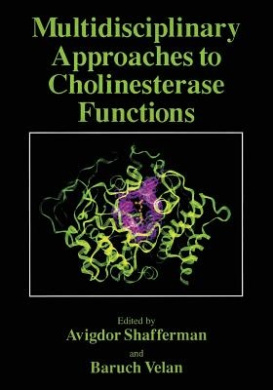 Multidisciplinary
Approaches to
Cholinesterase
Functions
Edited by
Avigdor Shafferman
and
Baruch Velan